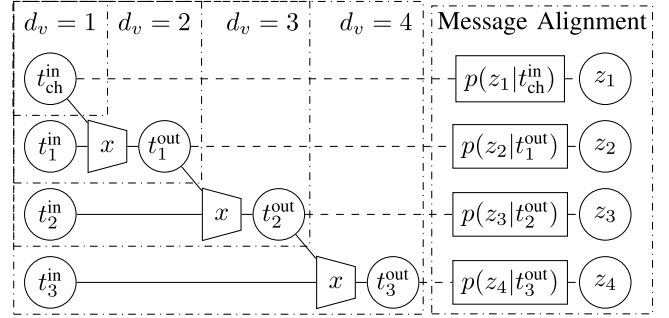 d_v = 1 d_v = 2 d_v = 3 d_v = 4 Message Alignment
t_ch^in p(z_1|t_ch^in) z_1
t_1^in x t_1^out p(z_2|t_1^out) z_2
t_2^in x t_2^out p(z_3|t_2^out) z_3
t_3^in x t_3^out p(z_4|t_3^out) z_4